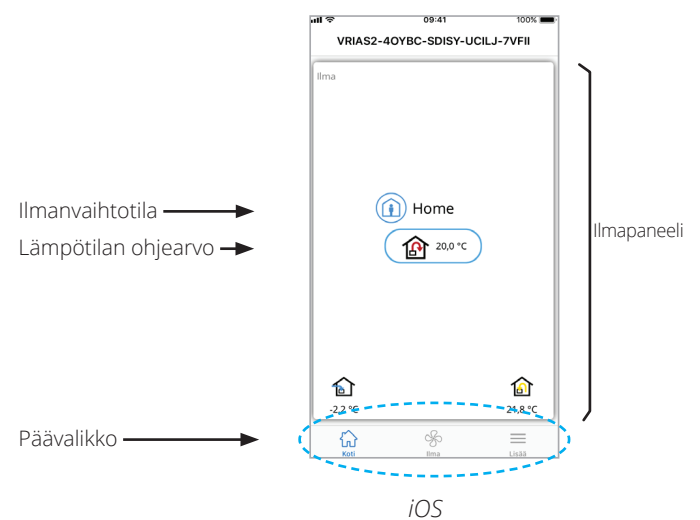 09:41
100%
VRIAS2-4OYBC-SDISY-UCILJ-7VFII
Ilma
Ilmanvaihtotila
Home
Lämpötilan ohjearvo
20,0 °C
Ilmapaneeli
-2,2 °C
21,8 °C
Päävalikko
Koti
Ilma
Lisää
iOS